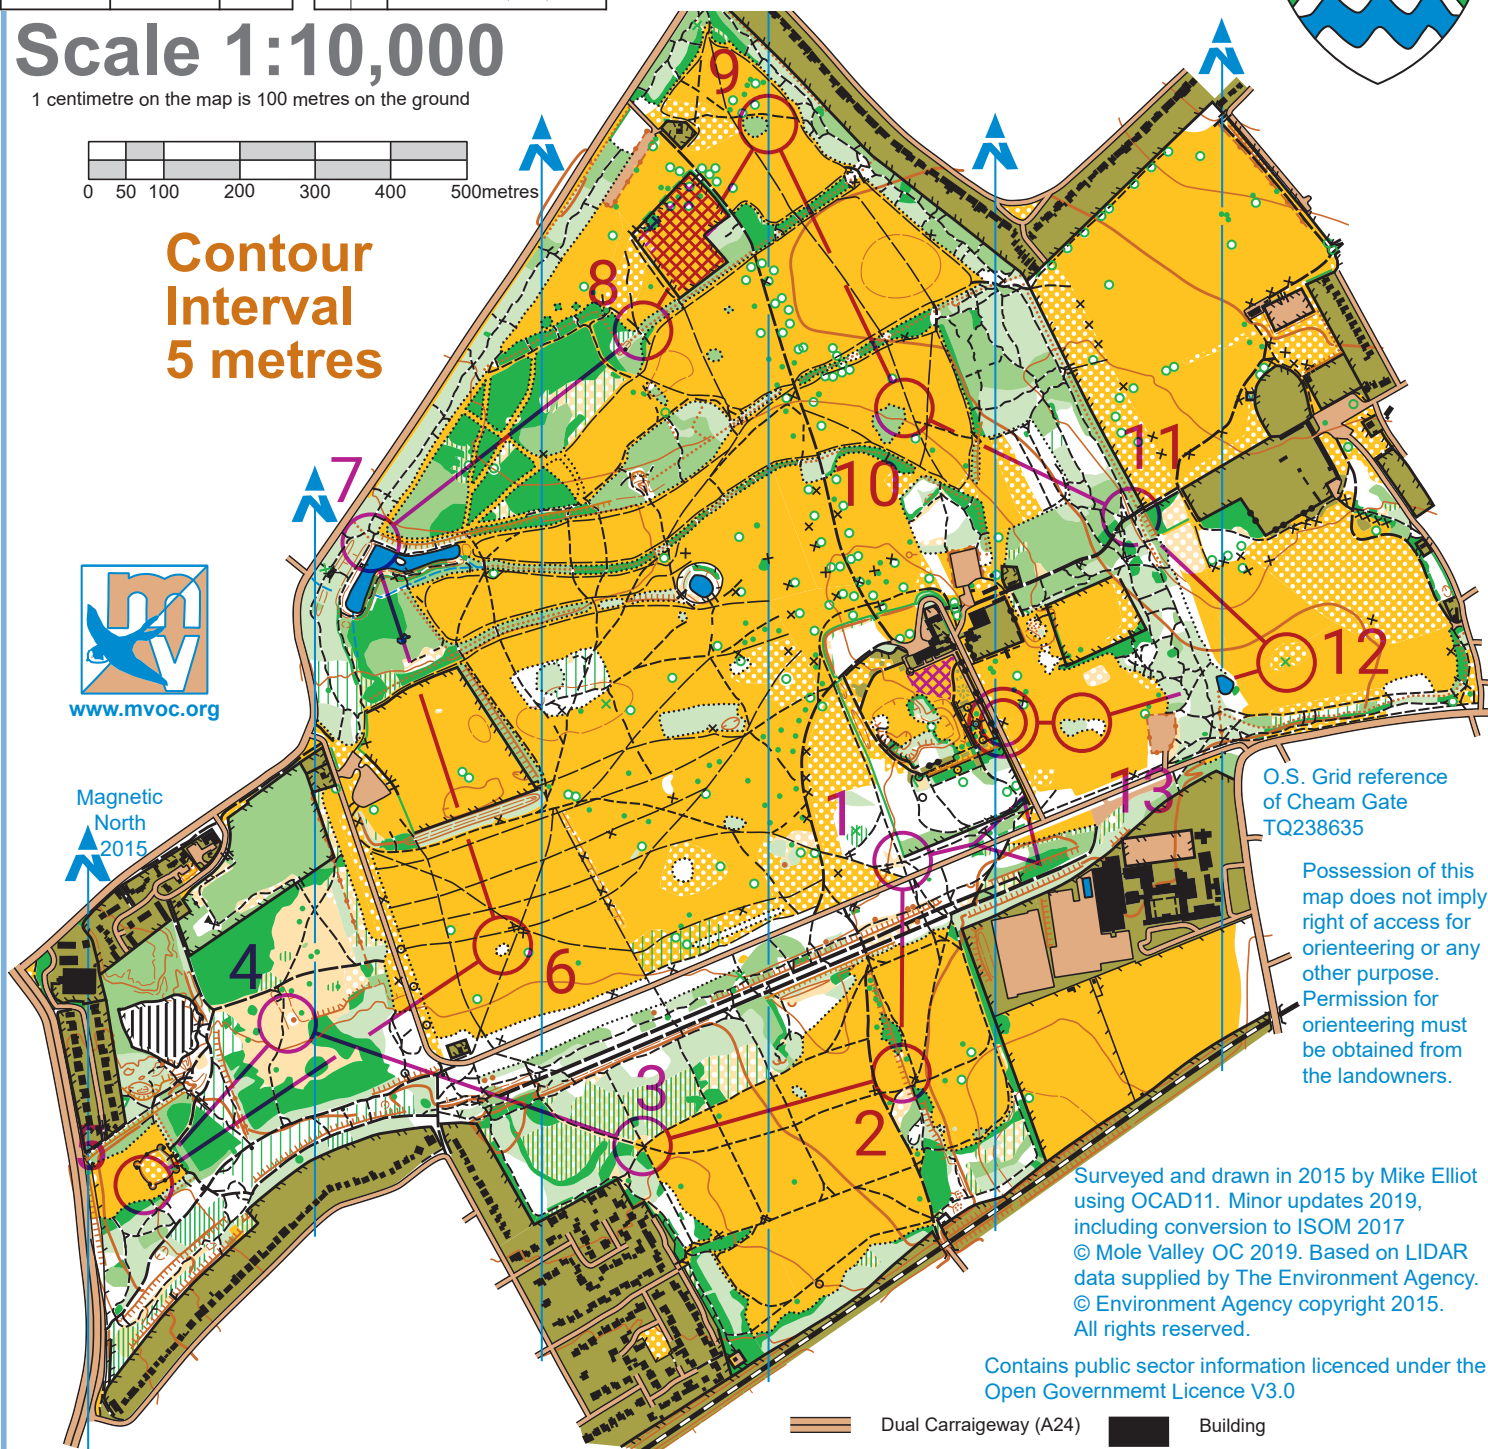 Scale 1:10,000
1 centimetre on the map is 100 metres on the ground
0 50 100 200 300 400 500metres
Contour
Interval
5 metres
9
8
7
10
11
12
mv
www.mvoc.org
Magnetic
North
2015
1
13
O.S. Grid reference
of Cheam Gate
TQ238635
Possession of this
map does not imply
right of access for
orienteering or any
other purpose.
Permission for
orienteering must
be obtained from
the landowners.
4
6
3
2
5
Surveyed and drawn in 2015 by Mike Elliot
using OCAD11. Minor updates 2019,
including conversion to ISOM 2017
© Mole Valley OC 2019. Based on LIDAR
data supplied by The Environment Agency.
© Environment Agency copyright 2015.
All rights reserved.
Contains public sector information licenced under the
Open Governmemt Licence V3.0
Dual Carraigeway (A24)
Building